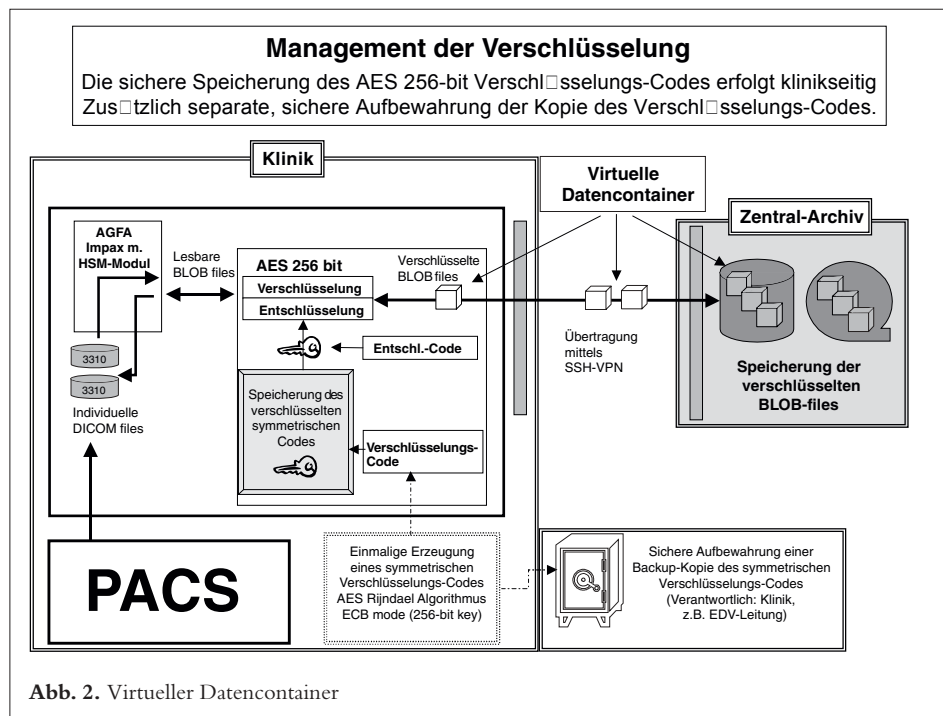 Management der Verschlüsselung
Die sichere Speicherung des AES 256-bit Verschl□sselungs-Codes erfolgt klinikseitig
Zus□tzlich separate, sichere Aufbewahrung der Kopie des Verschl□sselungs-Codes.
Klinik
Virtuelle
Datencontainer
Zentral-Archiv
AGFA
Impax m.
HSM-Modul
Lesbare
BLOB files
AES 256 bit
Verschlüsselung
Entschlüsselung
Verschlüsselte
BLOB files
Entschl.-Code
Übertragung
mittels
SSH-VPN
Speicherung der
verschlüsselten
BLOB-files
3310
3310
Individuelle
DICOM files
Speicherung des
verschlüsselten
symmetrischen
Codes
Verschlüsselungs-
Code
PACS
Einmalige Erzeugung
eines symmetrischen
Verschlüsselungs-Codes
AES Rijndael Algorithmus
ECB mode (256-bit key)
Sichere Aufbewahrung einer
Backup-Kopie des symmetrischen
Verschlüsselungs-Codes
(Verantwortlich: Klinik,
z.B. EDV-Leitung)
Abb. 2. Virtueller Datencontainer